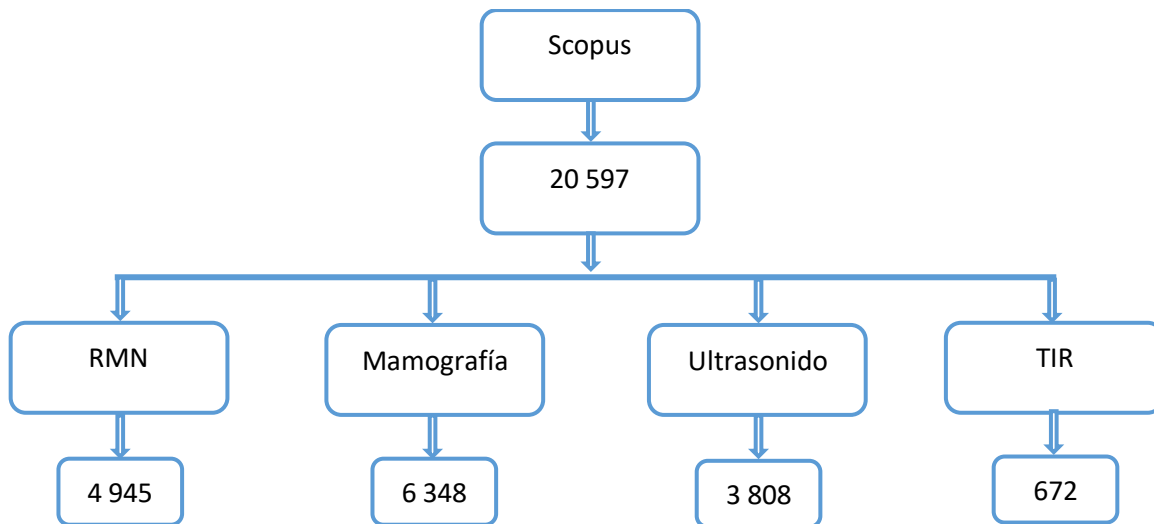 Scopus
20 597
RMN
Mamografía
Ultrasonido
TIR
4 945
6 348
3 808
672